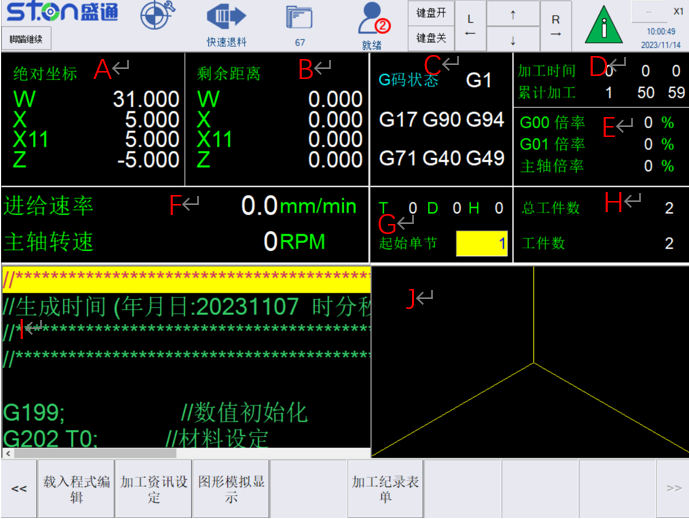 STON盛通
脚踏继续
快速退料
67
2
就绪
键盘开
键盘关
L
←
↑
↓
R
→
X1
10:00:49
2023/11/14
绝对坐标 A
W 31.000
X 5.000
X11 5.000
Z -5.000
剩余距离 B
W 0.000
X 0.000
X11 0.000
Z 0.000
C
G码状态 G1
G17 G90 G94
G71 G40 G49
D
加工时间 0 0 0
累计加工 1 50 59
E
G00 倍率 0 %
G01 倍率 0 %
主轴倍率 0 %
进给速率 F 0.0 mm/min
主轴转速 0 RPM
T 0 D 0 H 0
G
起始单节 1
总工件数 H 2
工件数 2
//****************************************
//生成时间 (年月日:20231107 时分秒
I
//****************************************
//****************************************
G199; //数值初始化
G202 T0; //材料设定
J
<<
载入程式编辑
加工资讯设定
图形模拟显示
加工纪录表单
>>